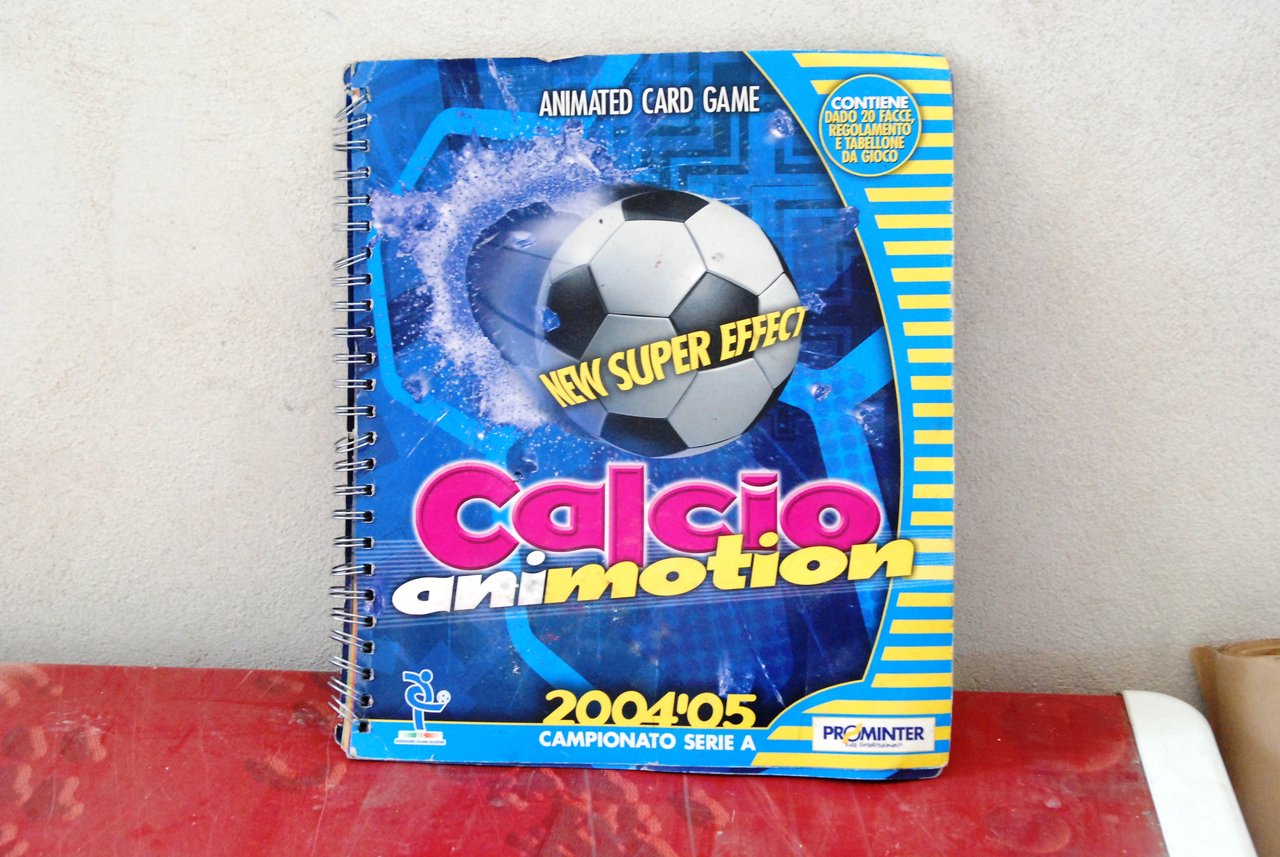 ANIMATED CARD GAME
CONTIENE
DADO 20 FACCE,
REGOLAMENTO
E TABELLONE
DA GIOCO
NEW SUPER EFFECT
Calcio
animotion
2004'05
CAMPIONATO SERIE A
PROMINTER